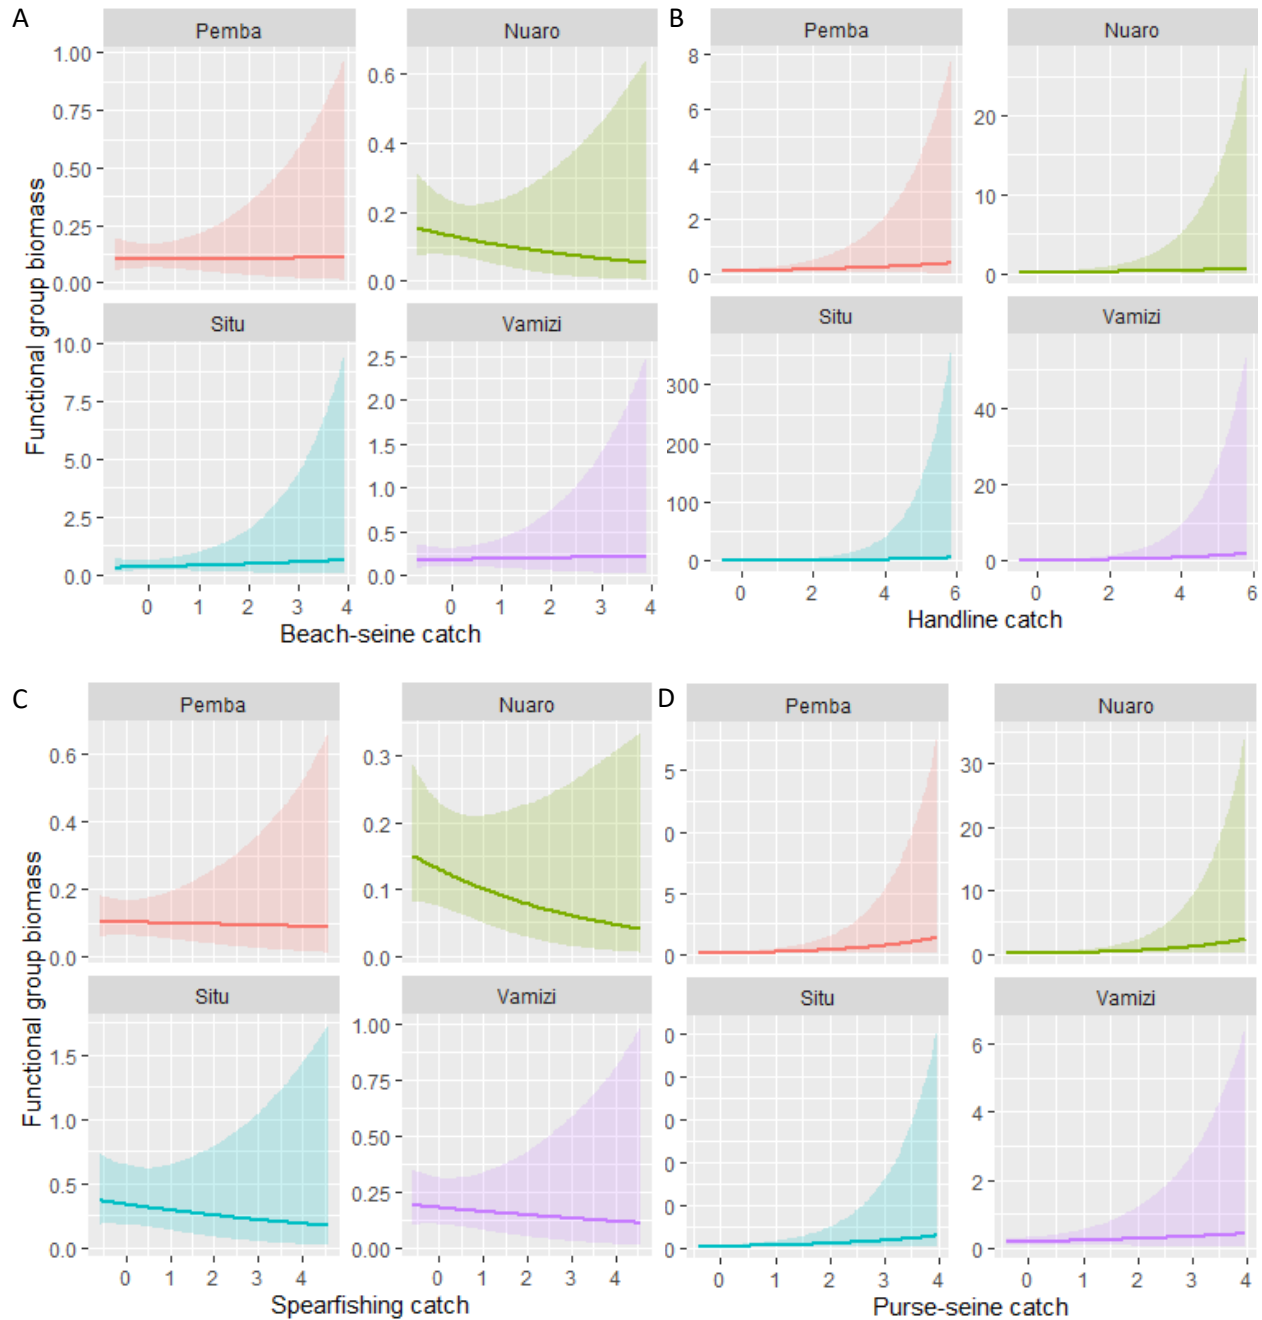 A
Pemba
Nuaro
B
Pemba
Nuaro
1.00
0.75
0.50
0.25
0.00
0.6
0.4
0.2
0.0
8
6
4
2
0
20
10
0
Situ
Vamizi
Situ
Vamizi
10.0
7.5
5.0
2.5
0.0
2.5
2.0
1.5
1.0
0.5
0.0
300
200
100
0
40
20
0
Functional group biomass
0 1 2 3 4
0 1 2 3 4
0 2 4 6
0 2 4 6
Beach-seine catch
Handline catch
C
Pemba
Nuaro
D
Pemba
Nuaro
0.6
0.4
0.2
0.0
0.3
0.2
0.1
0.0
5
0
5
0
30
20
10
0
Situ
Vamizi
Situ
Vamizi
1.5
1.0
0.5
0.0
1.00
0.75
0.50
0.25
0.00
0
0
0
0
0
0
6
4
2
0
Functional group biomass
0 1 2 3 4
0 1 2 3 4
0 1 2 3 4
0 1 2 3 4
Spearfishing catch
Purse-seine catch